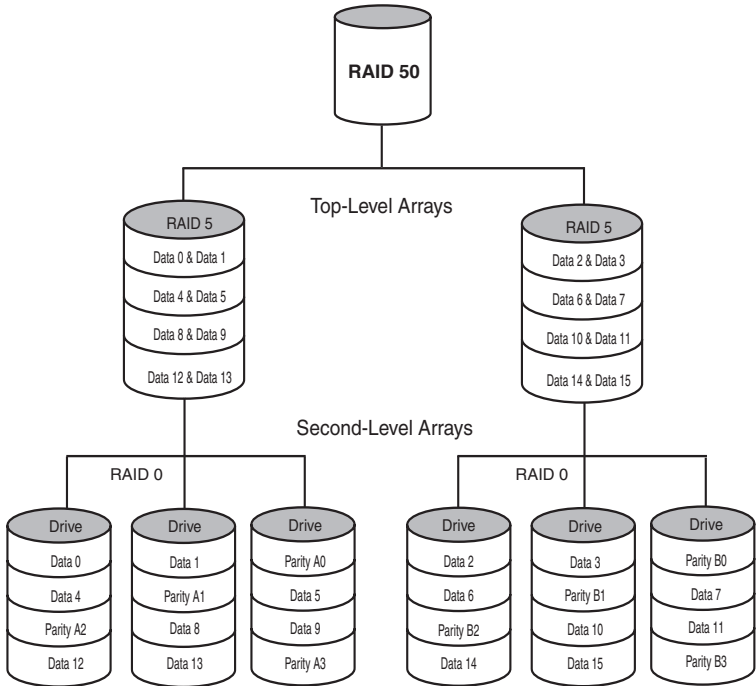 RAID 50
Top-Level Arrays
RAID 5
Data 0 & Data 1
Data 4 & Data 5
Data 8 & Data 9
Data 12 & Data 13
RAID 5
Data 2 & Data 3
Data 6 & Data 7
Data 10 & Data 11
Data 14 & Data 15
Second-Level Arrays
RAID 0
Drive
Data 0
Data 4
Parity A2
Data 12
Drive
Data 1
Parity A1
Data 8
Data 13
Drive
Parity A0
Data 5
Data 9
Parity A3
RAID 0
Drive
Data 2
Data 6
Parity B2
Data 14
Drive
Data 3
Parity B1
Data 10
Data 15
Drive
Parity B0
Data 7
Data 11
Parity B3